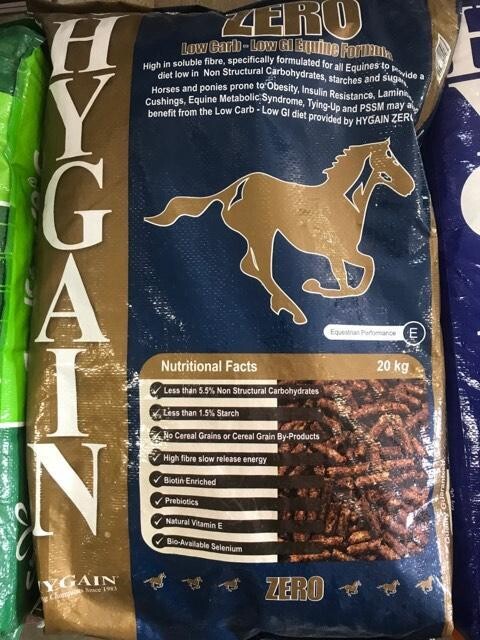 HYGAIN
ZERO
Low Carb - Low GI Equine Formula
High in soluble fibre, specifically formulated for all Equines to provide a
diet low in Non Structural Carbohydrates, starches and sugars
Horses and ponies prone to Obesity, Insulin Resistance, Laminitis
Cushings, Equine Metabolic Syndrome, Tying-Up and PSSM may also
benefit from the Low Carb - Low GI diet provided by HYGAIN ZERO
Equestrian Performance E
Nutritional Facts 20 kg
Less than 5.5% Non Structural Carbohydrates
Less than 1.5% Starch
No Cereal Grains or Cereal Grain By-Products
High fibre slow release energy
Biotin Enriched
Prebiotics
Natural Vitamin E
Bio-Available Selenium
YGAIN
Champions Since 1983
ZERO